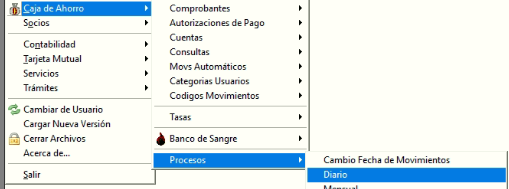 Caja de Ahorro
Socios
Contabilidad
Tarjeta Mutual
Servicios
Trámites
Cambiar de Usuario
Cargar Nueva Versión
Cerrar Archivos
Acerca de...
Salir
Comprobantes
Autorizaciones de Pago
Cuentas
Consultas
Movs Automáticos
Categorias Usuarios
Codigos Movimientos
Tasas
Banco de Sangre
Procesos
Cambio Fecha de Movimientos
Diario
Mensual